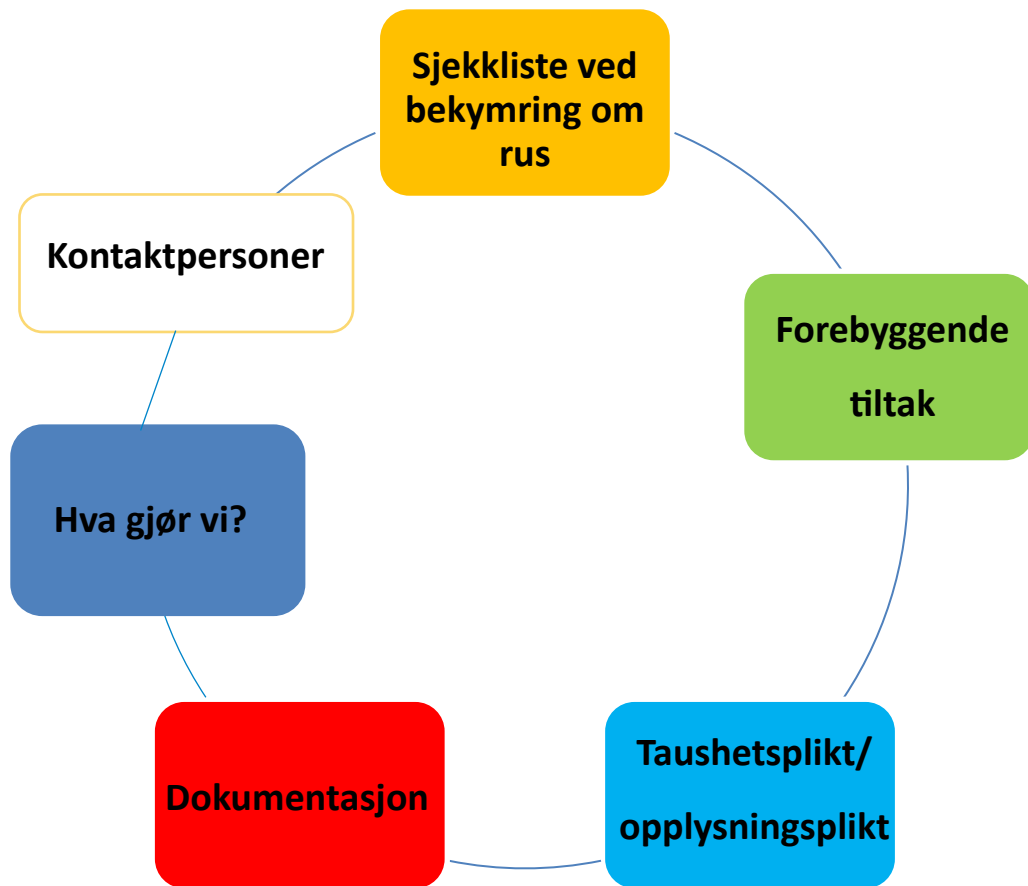 Sjekkliste ved
bekymring om
rus
Kontaktpersoner
Forebyggende
tiltak
Hva gjør vi?
Taushetsplikt/
opplysningsplikt
Dokumentasjon